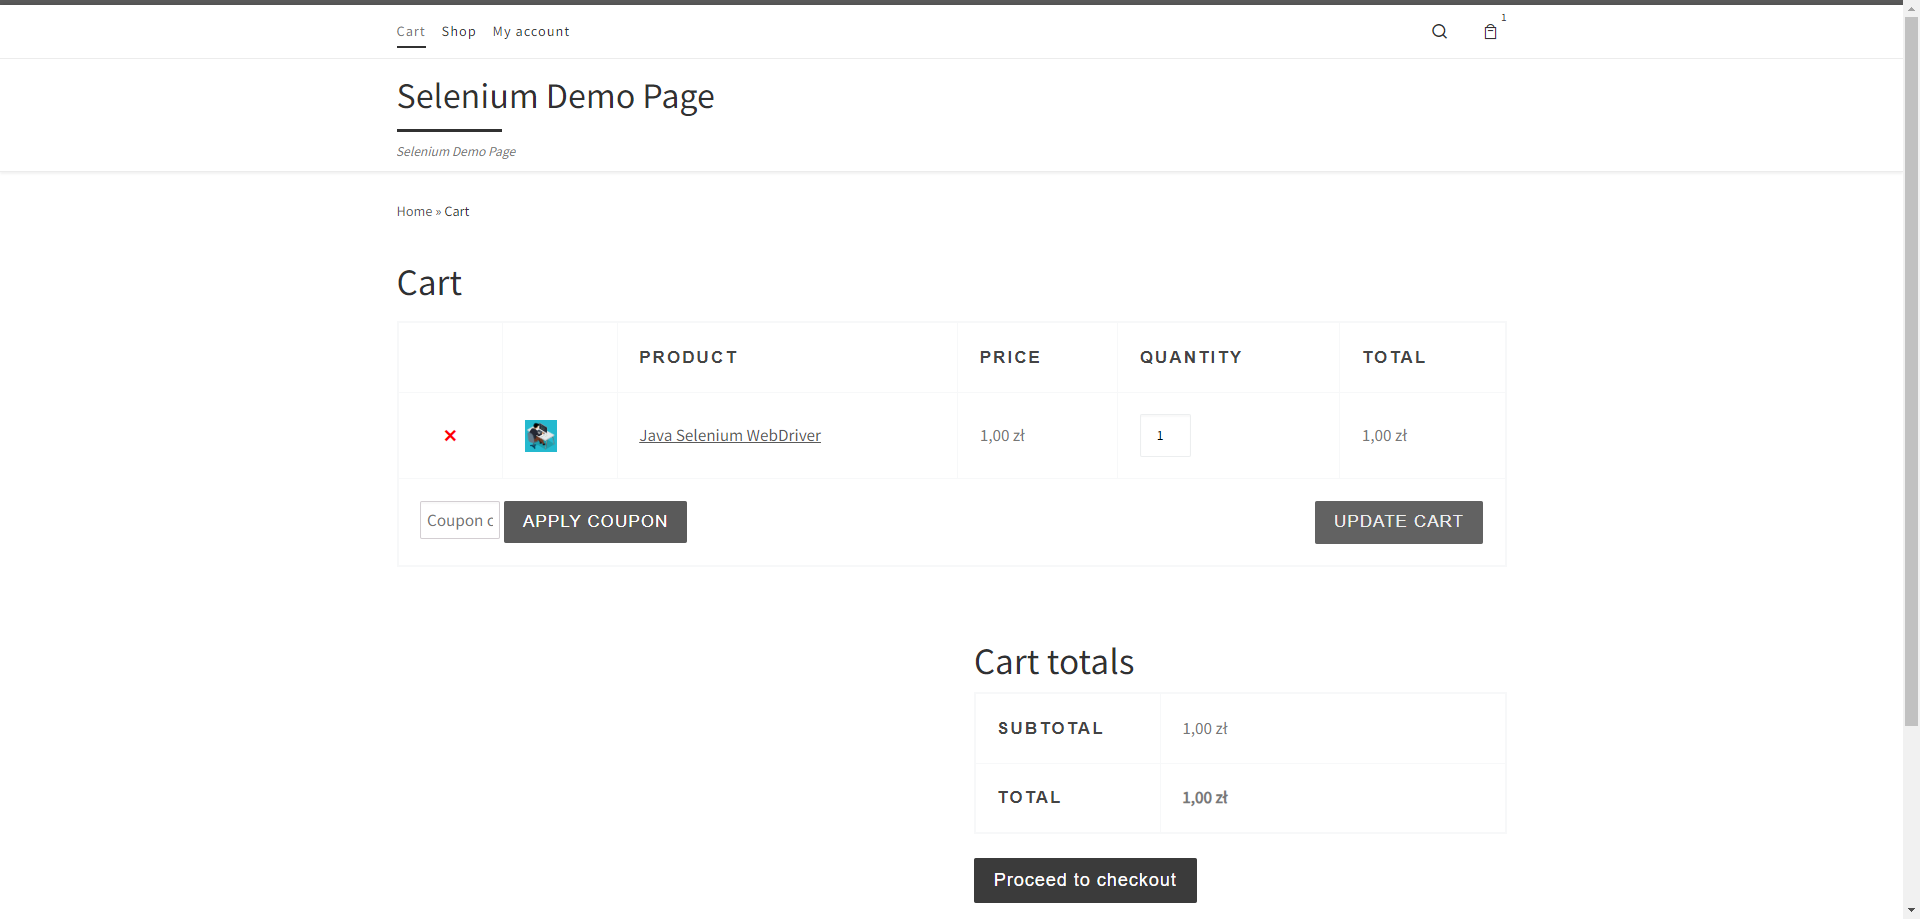 Cart Shop My account 1
Selenium Demo Page
Selenium Demo Page
Home » Cart
Cart
PRODUCT PRICE QUANTITY TOTAL
× Java Selenium WebDriver 1,00 zł 1 1,00 zł
Coupon c APPLY COUPON UPDATE CART
Cart totals
SUBTOTAL 1,00 zł
TOTAL 1,00 zł
Proceed to checkout